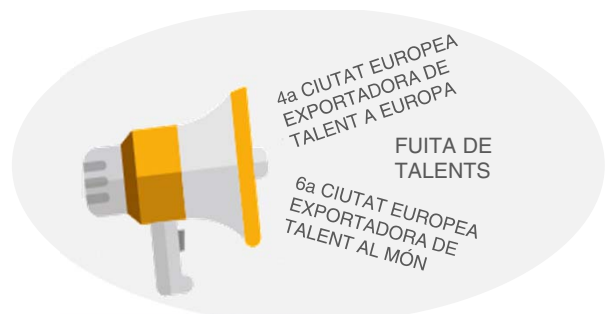 4a CIUTAT EUROPEA
EXPORTADORA DE
TALENT A EUROPA
FUITA DE
TALENTS
6a CIUTAT EUROPEA
EXPORTADORA DE
TALENT AL MÓN